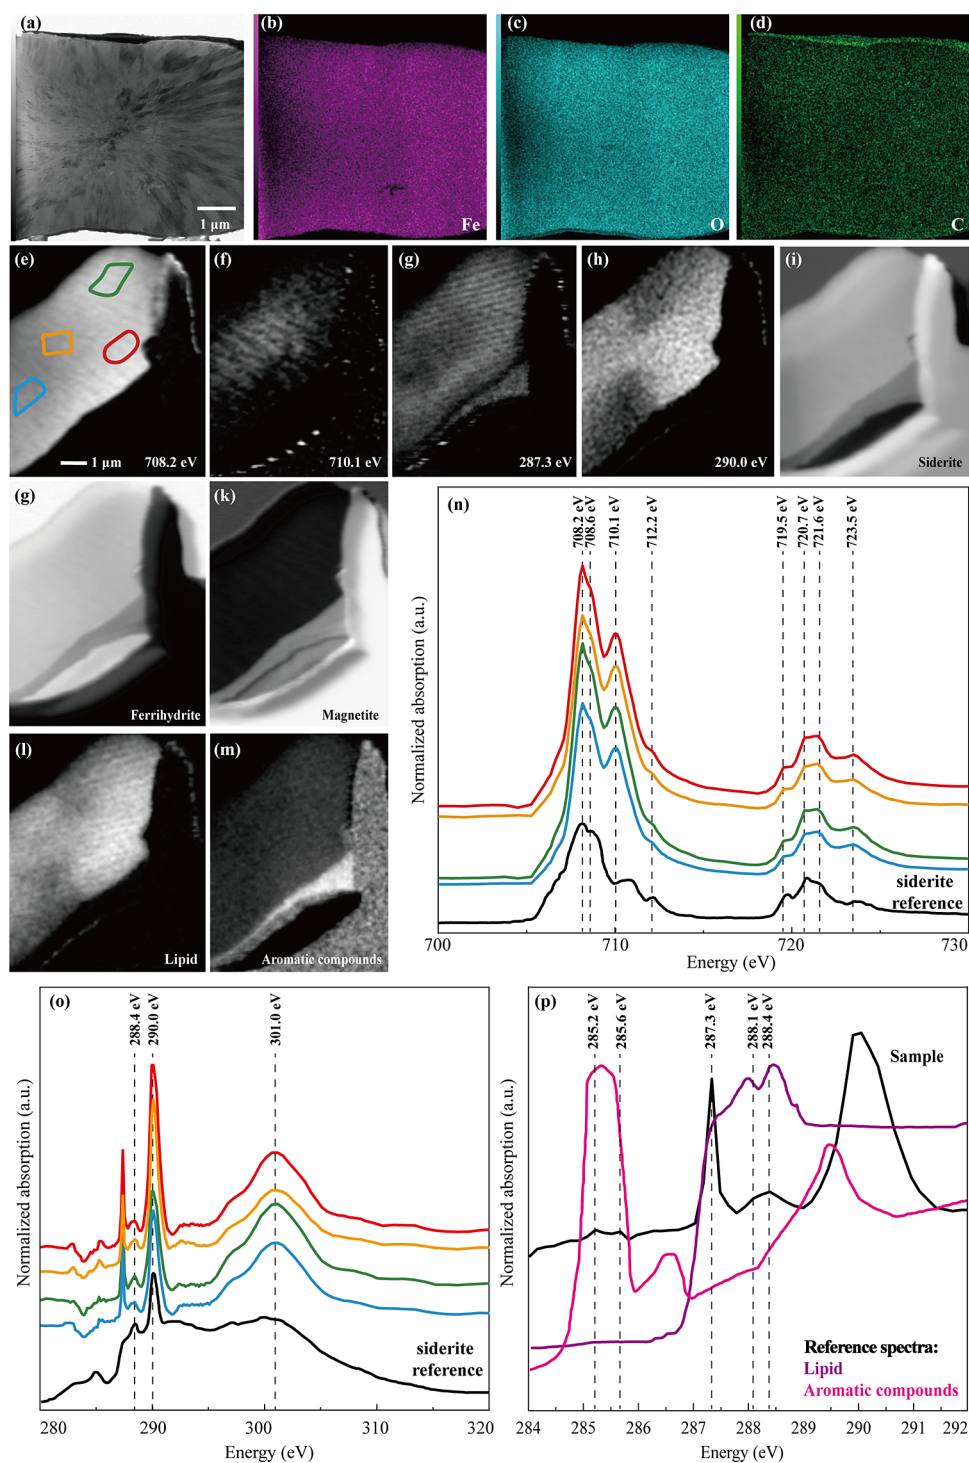 (a)
(b)
(c)
(d)
1 µm
Fe
O
C
(e)
(f)
(g)
(h)
(i)
1 µm
708.2 eV
710.1 eV
287.3 eV
290.0 eV
Siderite
(g)
(k)
Ferrihydrite
Magnetite
(l)
(m)
Lipid
Aromatic compounds
(n)
708.2 eV
708.6 eV
710.1 eV
712.2 eV
719.5 eV
720.7 eV
721.6 eV
723.5 eV
Normalized absorption (a.u.)
siderite
reference
700
710
720
730
Energy (eV)
(o)
288.4 eV
290.0 eV
301.0 eV
Normalized absorption (a.u.)
siderite
reference
280
290
300
310
320
Energy (eV)
(p)
285.2 eV
285.6 eV
287.3 eV
288.1 eV
288.4 eV
Sample
Normalized absorption (a.u.)
Reference spectra:
Lipid
Aromatic compounds
284
285
286
287
288
289
290
291
292
Energy (eV)